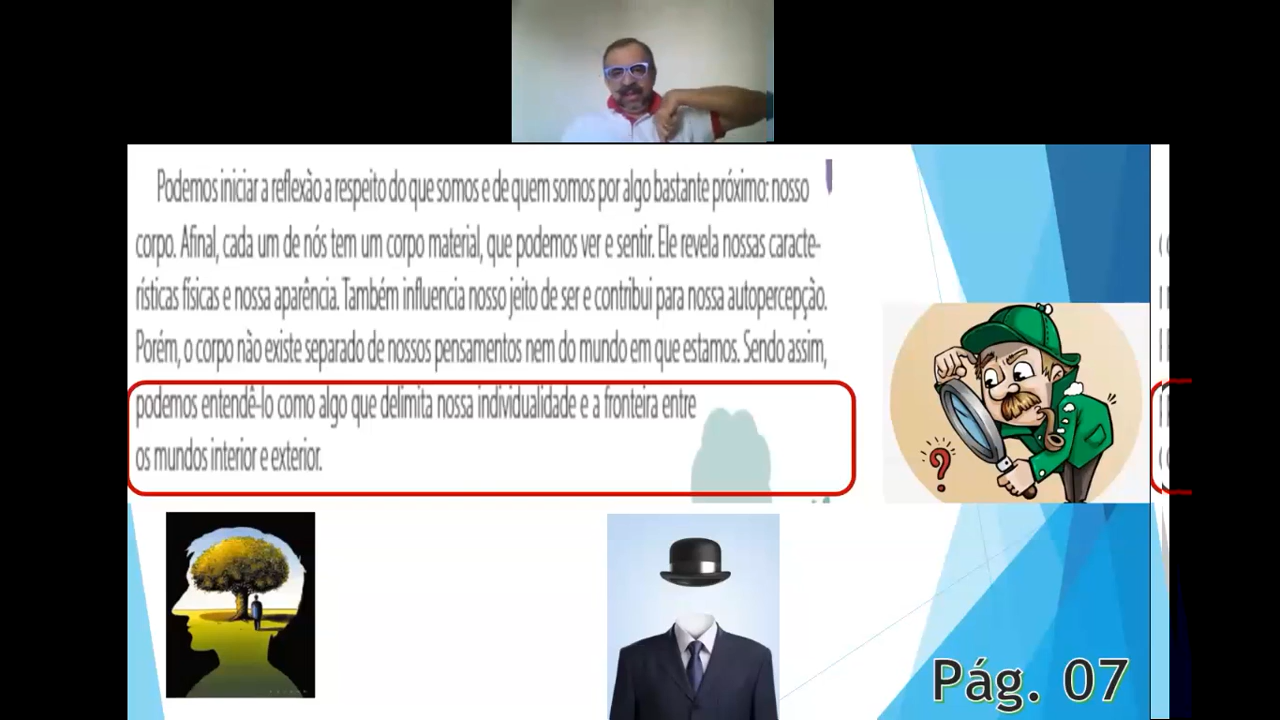 Podemos iniciar a reflexão a respeito do que somos e de quem somos por algo bastante próximo: nosso
corpo. Afinal, cada um de nós tem um corpo material, que podemos ver e sentir. Ele revela nossas caracte-
rísticas físicas e nossa aparência. Também influencia nosso jeito de ser e contribui para nossa autopercepção.
Porém, o corpo não existe separado de nossos pensamentos nem do mundo em que estamos. Sendo assim,
podemos entendê-lo como algo que delimita nossa individualidade e a fronteira entre
os mundos interior e exterior.
?
Pág. 07